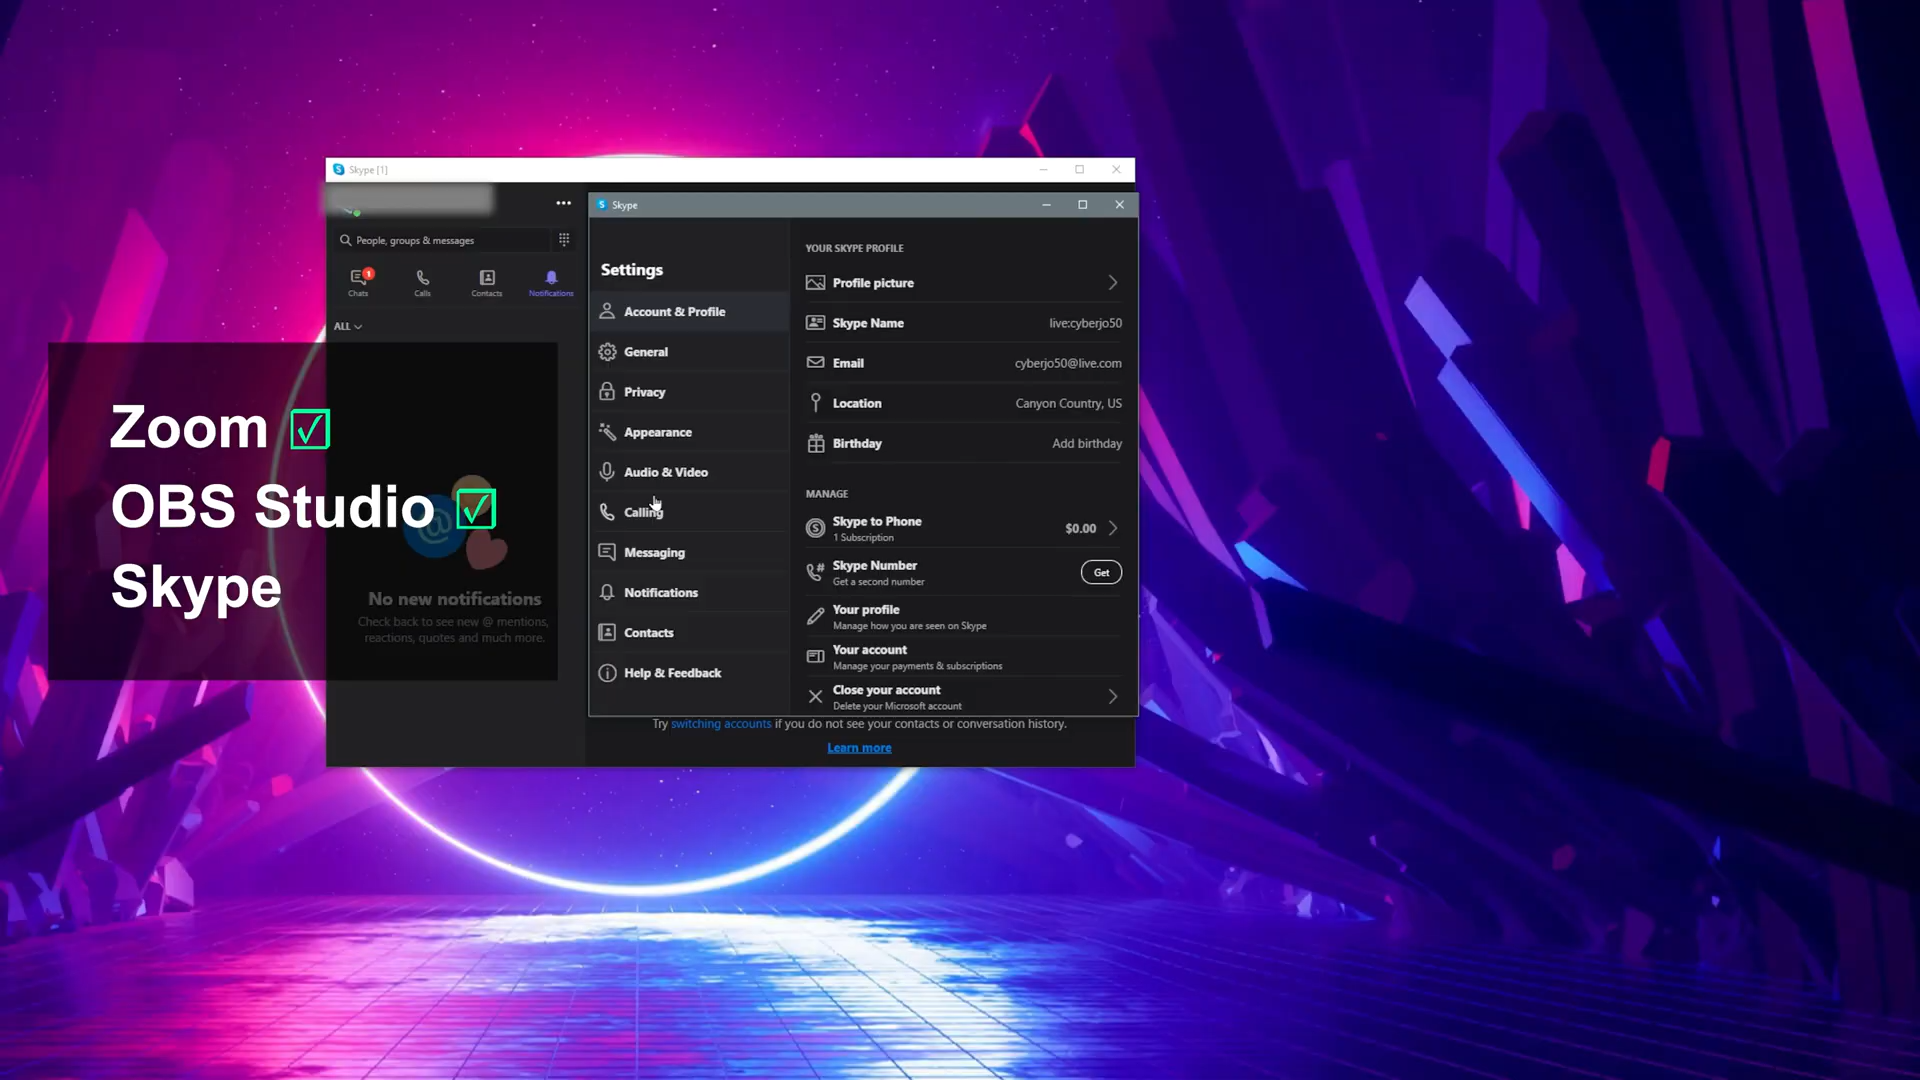 Skype [1]
People, groups & messages
1
Chats
Calls
Contacts
Notifications
ALL
Zoom
OBS Studio
Skype
@
No new notifications
Check back to see new @ mentions,
reactions, quotes and much more.
Skype
Settings
Account & Profile
General
Privacy
Appearance
Audio & Video
Calling
Messaging
Notifications
Contacts
Help & Feedback
YOUR SKYPE PROFILE
Profile picture
Skype Name live:cyberjo50
Email cyberjo50@live.com
Location Canyon Country, US
Birthday Add birthday
MANAGE
Skype to Phone $0.00
1 Subscription
Skype Number Get
Get a second number
Your profile
Manage how you are seen on Skype
Your account
Manage your payments & subscriptions
Close your account
Delete your Microsoft account
Try switching accounts if you do not see your contacts or conversation history.
Learn more